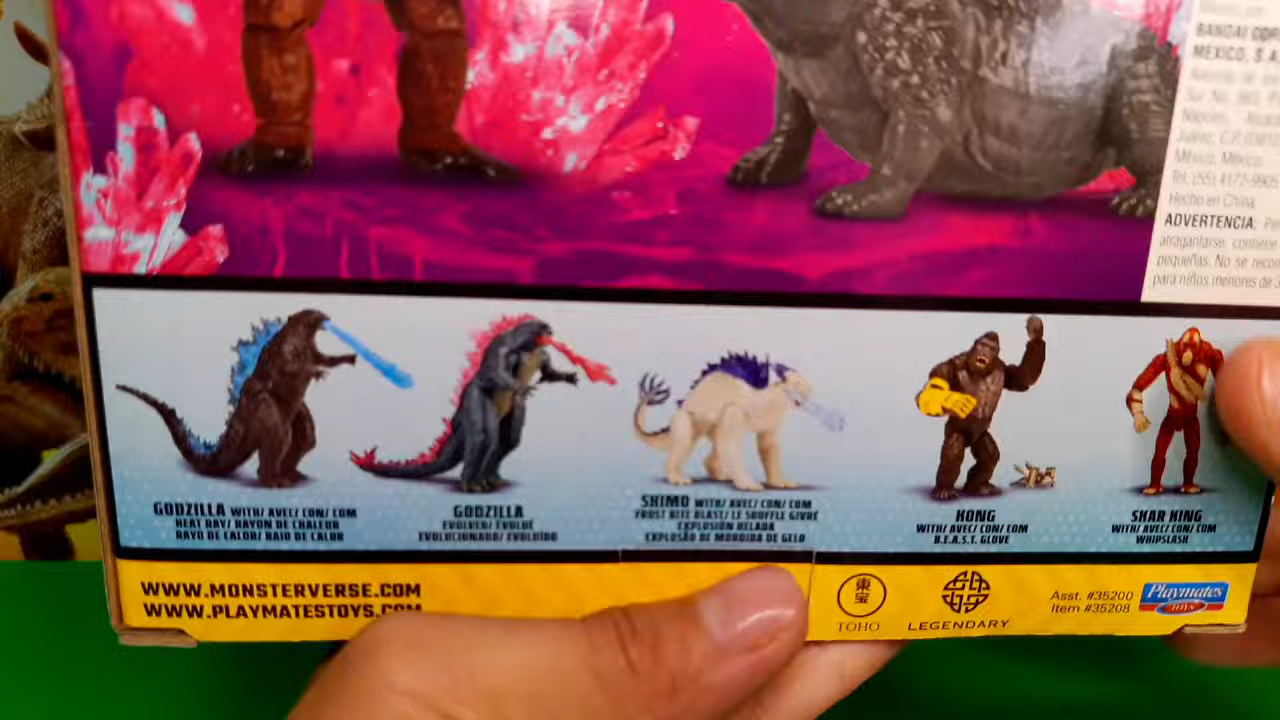 BANDAI
MEXICO, S.A.
México, México
Hecho en China
ADVERTENCIA:
atragantarse, contiene
pequeñas. No se
para niños menores de 3
GODZILLA WITH/ AVEC/ CON/ COM
HEAT RAY/ RAYON DE CHALEUR
RAYO DE CALOR/ RAIO DE CALOR
GODZILLA
EVOLVED/ ÉVOLUÉ
EVOLUCIONADO/ EVOLUÍDO
SHIMO WITH/ AVEC/ CON/ COM
FROST BITE BLAST/ LE SOUFFLE GIVRÉ
EXPLOSIÓN HELADA
EXPLOSÃO DE MORDIDA DE GELO
KONG
WITH/ AVEC/ CON/ COM
B.E.A.S.T. GLOVE
SKAR KING
WITH/ AVEC/ CON/ COM
WHIPSLASH
WWW.MONSTERVERSE.COM
WWW.PLAYMATESTOYS.COM
東宝
TOHO
LEGENDARY
Asst. #35200
Item #35208
Playmates
TOYS